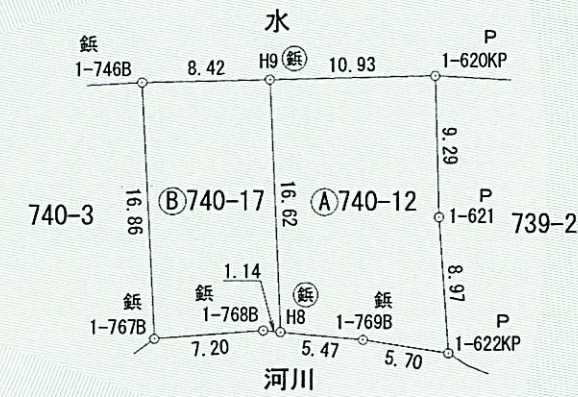 水
鋲
1-746B
8.42
H9 鋲
10.93
P
1-620KP
9.29
16.86
Ⓑ740-17
16.62
Ⓐ740-12
740-3
P
1-621
739-2
8.97
1.14
鋲
1-767B
鋲
1-768B
鋲
H8
鋲
1-769B
P
1-622KP
7.20
5.47
5.70
河川